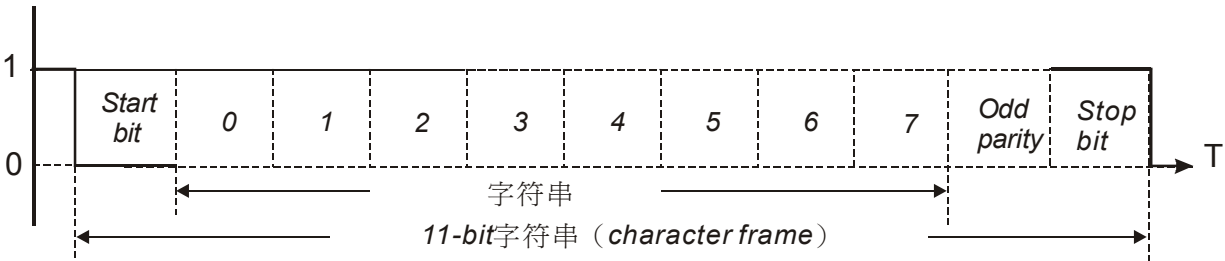 1
Start bit 0 1 2 3 4 5 6 7 Odd parity Stop bit
0 T
字符串
11-bit字符串（character frame）